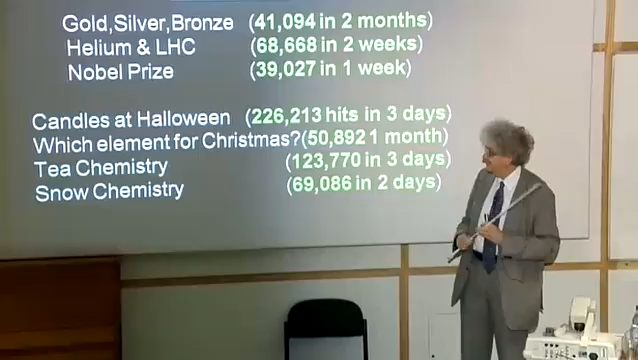 Gold,Silver,Bronze (41,094 in 2 months)
Helium & LHC (68,668 in 2 weeks)
Nobel Prize (39,027 in 1 week)
Candles at Halloween (226,213 hits in 3 days)
Which element for Christmas?(50,892 1 month)
Tea Chemistry (123,770 in 3 days)
Snow Chemistry (69,086 in 2 days)